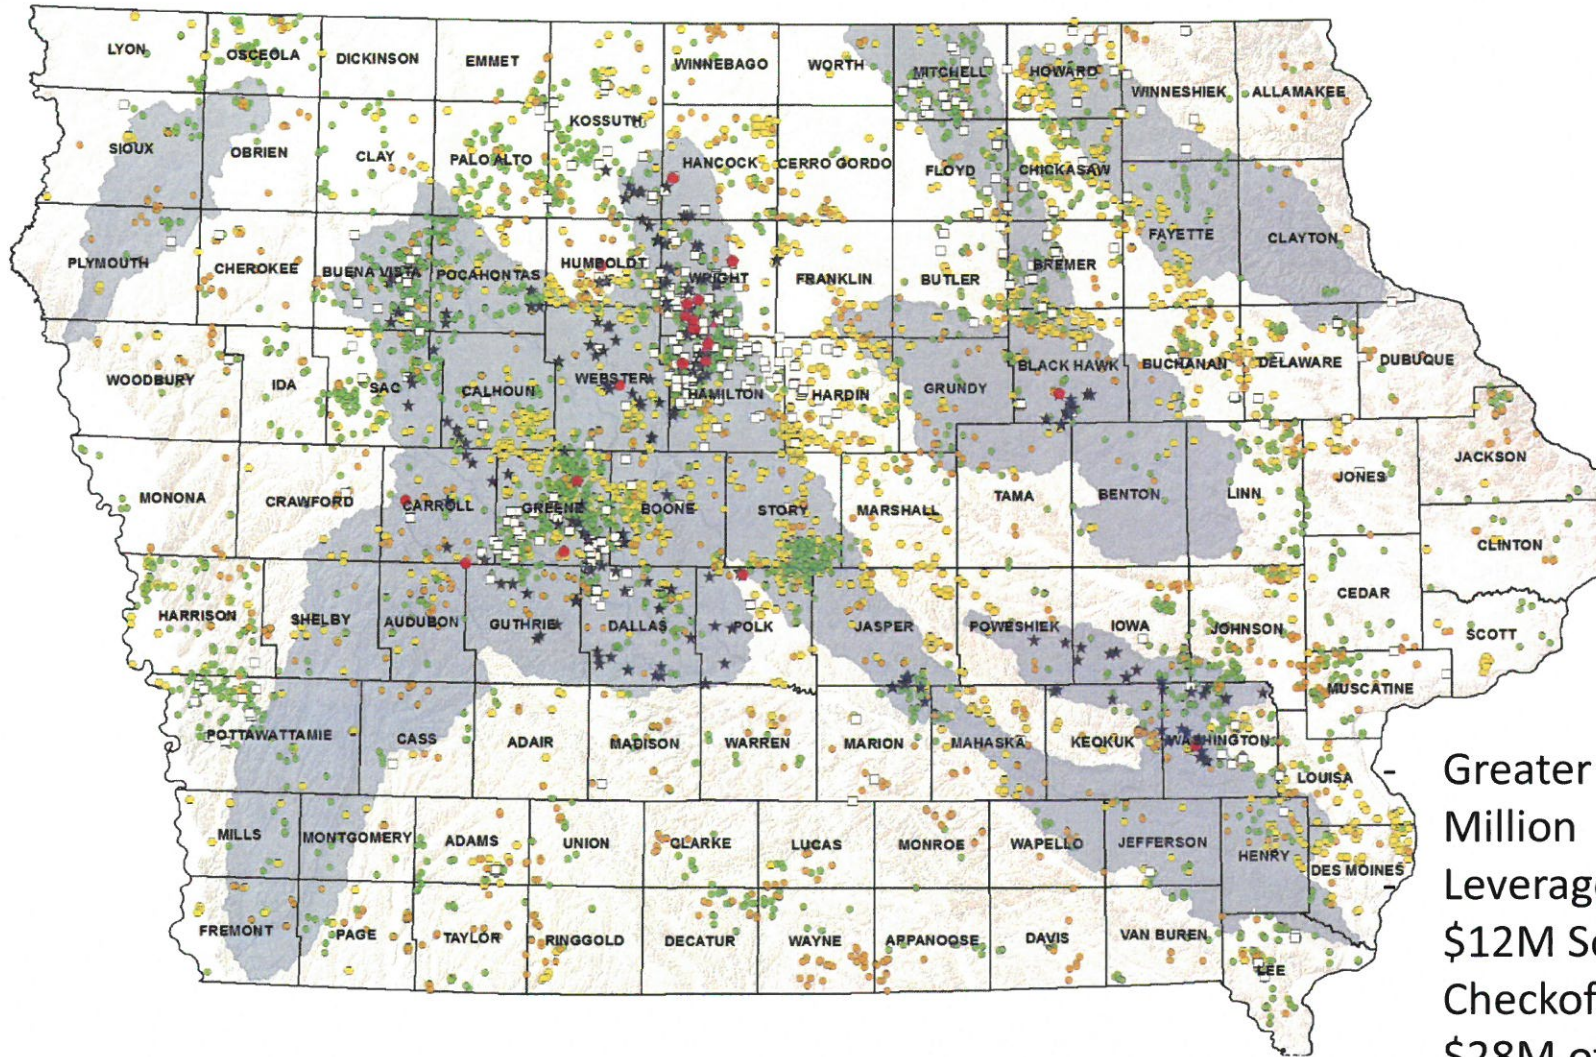 LYON OSCEOLA DICKINSON EMMET WINNEBAGO WORTH MITCHELL HOWARD WINNESHIEK ALLAMAKEE
SIOUX OBRIEN CLAY PALO ALTO KOSSUTH HANCOCK CERRO GORDO FLOYD CHICKASAW
PLYMOUTH CHEROKEE BUENA VISTA POCAHONTAS HUMBOLDT WRIGHT FRANKLIN BUTLER BREMER FAYETTE CLAYTON
WOODBURY IDA SAC CALHOUN WEBSTER HAMILTON HARDIN GRUNDY BLACK HAWK BUCHANAN DELAWARE DUBUQUE
MONONA CRAWFORD CARROLL GREENE BOONE STORY MARSHALL TAMA BENTON LINN JONES JACKSON
CLINTON
HARRISON SHELBY AUDUBON GUTHRIE DALLAS POLK JASPER POWESHIEK IOWA JOHNSON CEDAR SCOTT
MUSCATINE
POTTAWATTAMIE CASS ADAIR MADISON WARREN MARION MAHASKA KEOKUK WASHINGTON LOUISA
MILLS MONTGOMERY ADAMS UNION CLARKE LUCAS MONROE WAPELLO JEFFERSON HENRY DES MOINES
FREMONT PAGE TAYLOR RINGGOLD DECATUR WAYNE APPANOOSE DAVIS VAN BUREN LEE
- Greater
Million
Leverage
$12M
Checkof
$28M